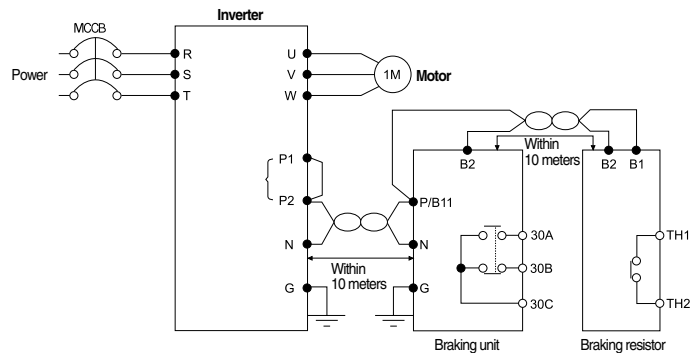 Inverter
MCCB
Power
R
S
T
U
V
W
1M
Motor
P1
P2
N
G
Within
10 meters
B2
P/B11
N
G
30A
30B
30C
Braking unit
Within
10 meters
B2
B1
TH1
TH2
Braking resistor